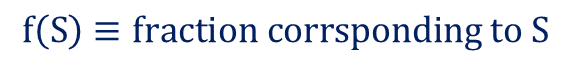 f(S) ≡ fraction corrsponding to S